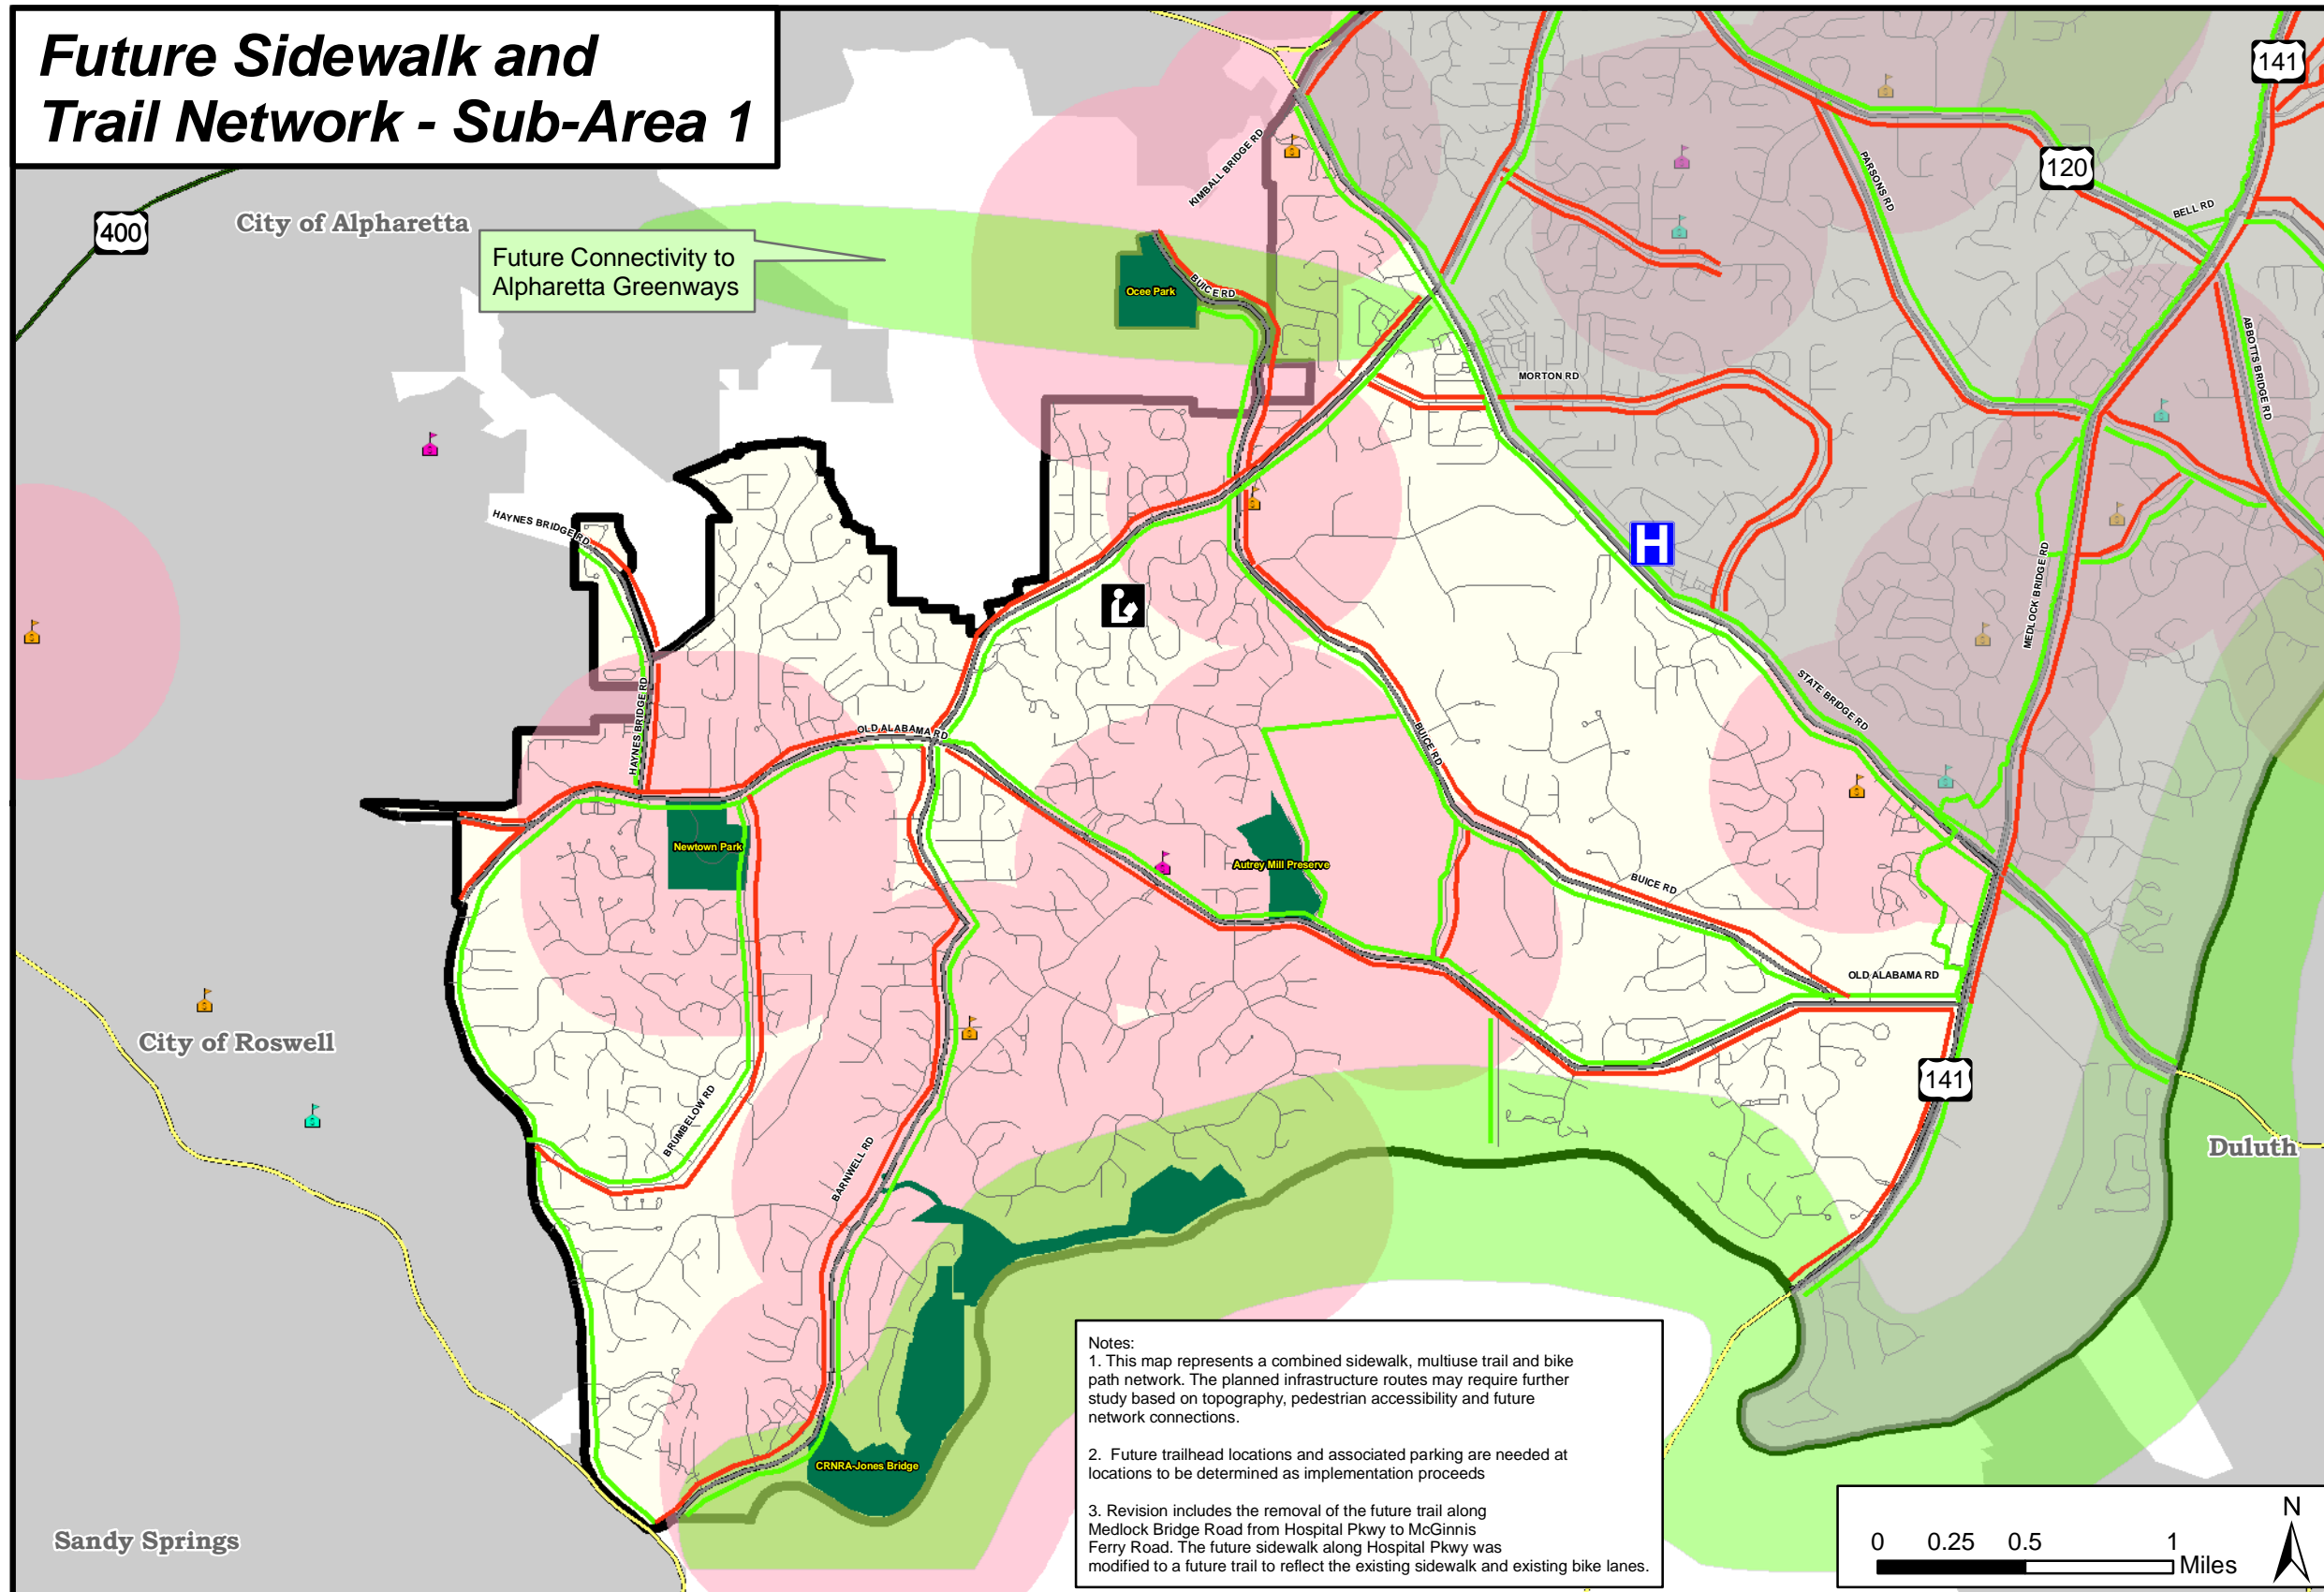 Future Sidewalk and
Trail Network - Sub-Area 1
141
KIMBALL BRIDGE RD
PARSONS RD
120
BELL RD
400
City of Alpharetta
Future Connectivity to
Alpharetta Greenways
Ocee Park
BUICE RD
ABBOTTS BRIDGE RD
MORTON RD
HAYNES BRIDGE RD
H
MEDLOCK BRIDGE RD
STATE BRIDGE RD
HAYNES BRIDGE RD
OLD ALABAMA RD
BUICE RD
Newtown Park
Autrey Mill Preserve
BUICE RD
OLD ALABAMA RD
City of Roswell
141
BRUMBELOW RD
BARNWELL RD
Duluth
CRNRA-Jones Bridge
Sandy Springs
Notes:
1. This map represents a combined sidewalk, multiuse trail and bike
path network. The planned infrastructure routes may require further
study based on topography, pedestrian accessibility and future
network connections.
2. Future trailhead locations and associated parking are needed at
locations to be determined as implementation proceeds
3. Revision includes the removal of the future trail along
Medlock Bridge Road from Hospital Pkwy to McGinnis
Ferry Road. The future sidewalk along Hospital Pkwy was
modified to a future trail to reflect the existing sidewalk and existing bike lanes.
N
0 0.25 0.5 1
Miles